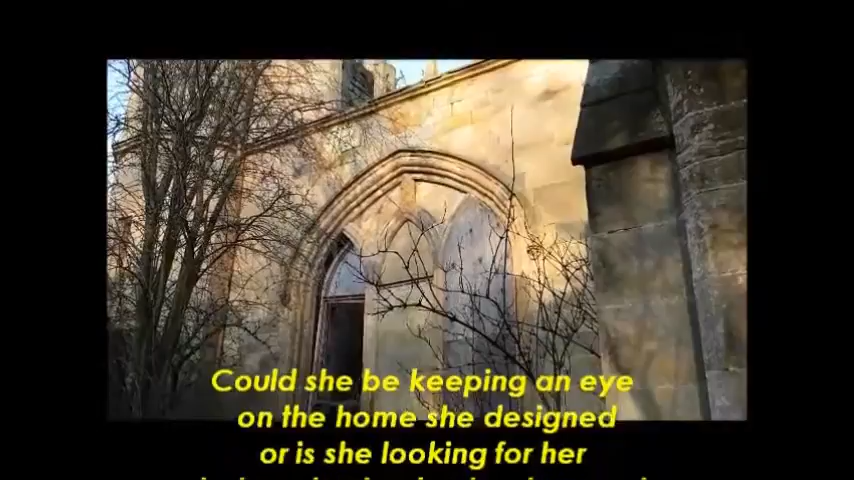 Could she be keeping an eye
on the home she designed
or is she looking for her